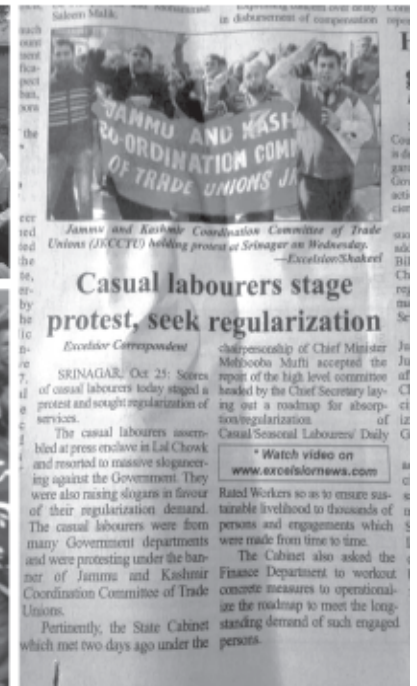 Saleem Malik.
in disbursement of compensation
JAMMU AND KASH
CO-ORDINATION COMM
OF TRADE UNIONS JK
Jammu and Kashmir Coordination Committee of Trade
Unions (JKCCTU) holding protest at Srinagar on Wednesday.
—Excelsior/Shakeel
Casual labourers stage
protest, seek regularization
Excelsior Correspondent
SRINAGAR, Oct 25: Scores
of casual labourers today staged a
protest and sought regularization of
services.
The casual labourers assem-
bled at press enclave in Lal Chowk
and resorted to massive sloganeer-
ing against the Government. They
were also raising slogans in favour
of their regularization demand.
The casual labourers were from
many Government departments
and were protesting under the ban-
ner of Jammu and Kashmir
Coordination Committee of Trade
Unions.
Pertinently, the State Cabinet
which met two days ago under the
chairpersonship of Chief Minister
Mehbooba Mufti accepted the
report of the high level committee
headed by the Chief Secretary lay-
ing out a roadmap for absorp-
tion/regularization of
Casual/Seasonal Labourers/ Daily
* Watch video on
www.excelsiornews.com
Rated Workers so as to ensure sus-
tainable livelihood to thousands of
persons and engagements which
were made from time to time.
The Cabinet also asked the
Finance Department to workout
concrete measures to operational-
ize the roadmap to meet the long-
standing demand of such engaged
persons.